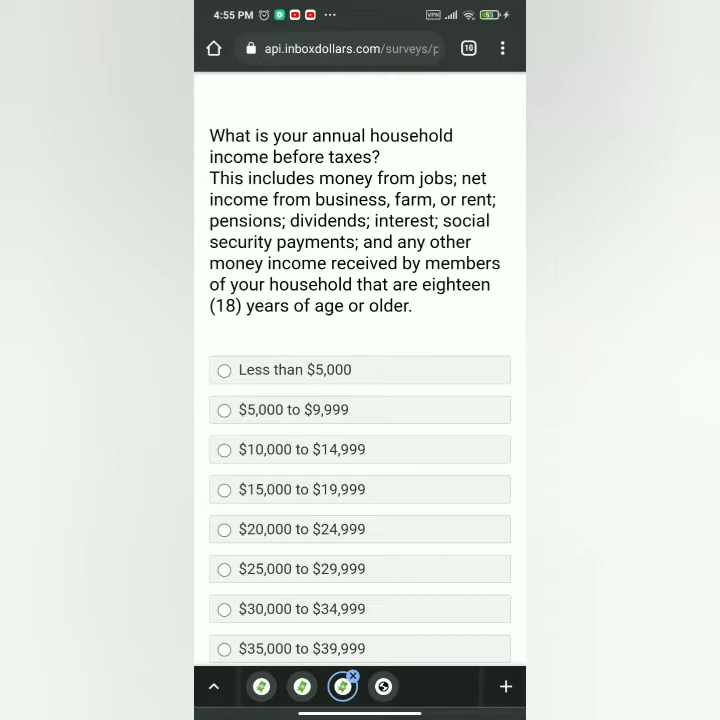 4:55 PM
VPN
53
api.inboxdollars.com/surveys/p
10
What is your annual household
income before taxes?
This includes money from jobs; net
income from business, farm, or rent;
pensions; dividends; interest; social
security payments; and any other
money income received by members
of your household that are eighteen
(18) years of age or older.
Less than $5,000
$5,000 to $9,999
$10,000 to $14,999
$15,000 to $19,999
$20,000 to $24,999
$25,000 to $29,999
$30,000 to $34,999
$35,000 to $39,999